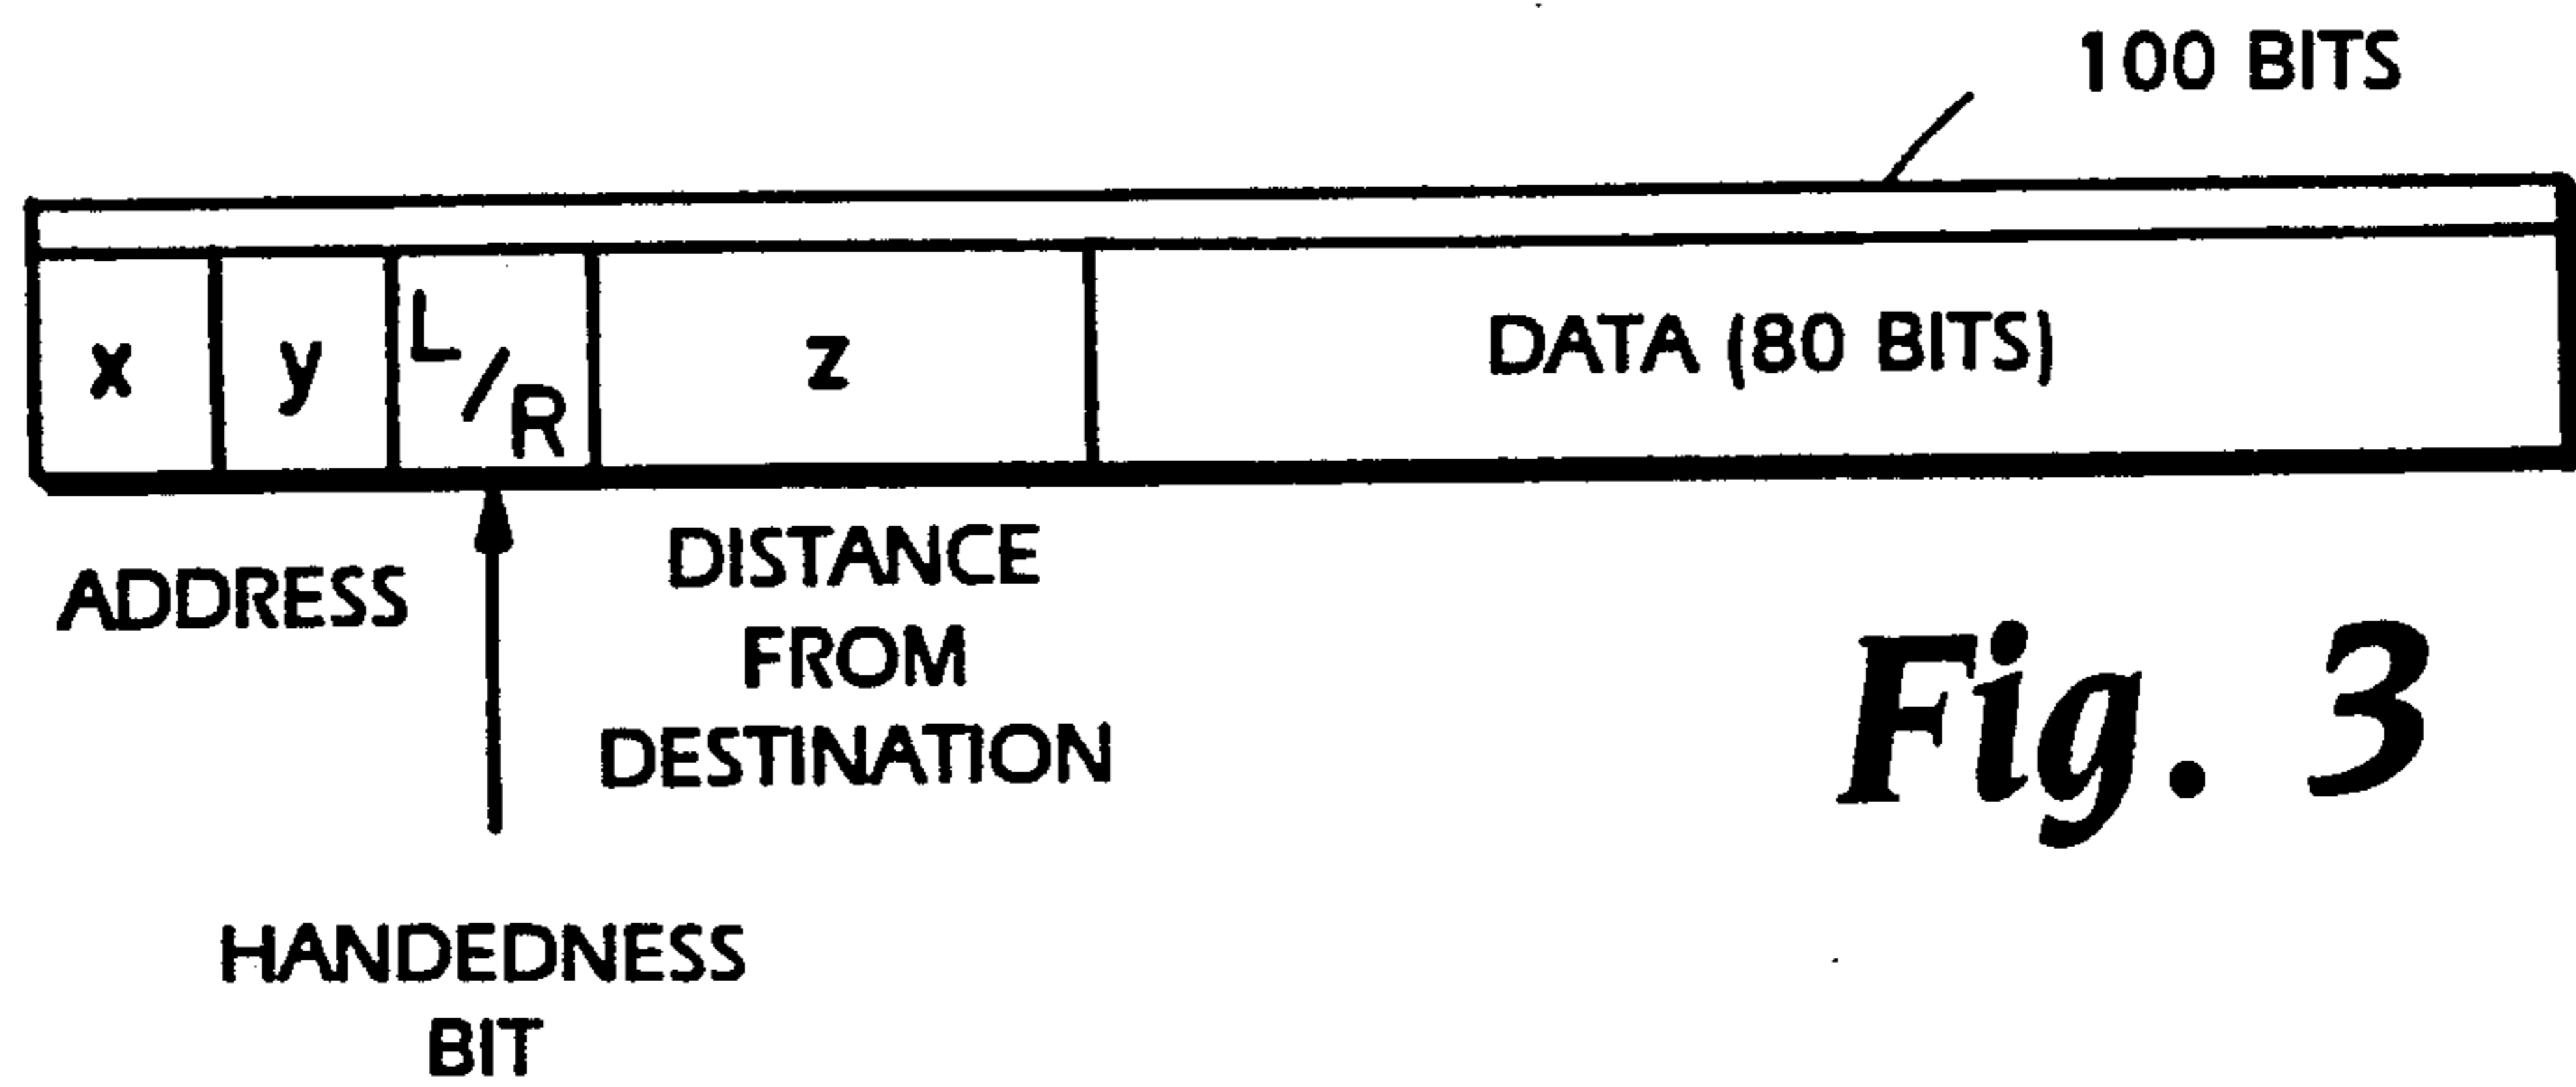 100 BITS
x y L/R z DATA (80 BITS)
ADDRESS
DISTANCE
FROM
DESTINATION
HANDEDNESS
BIT
Fig. 3